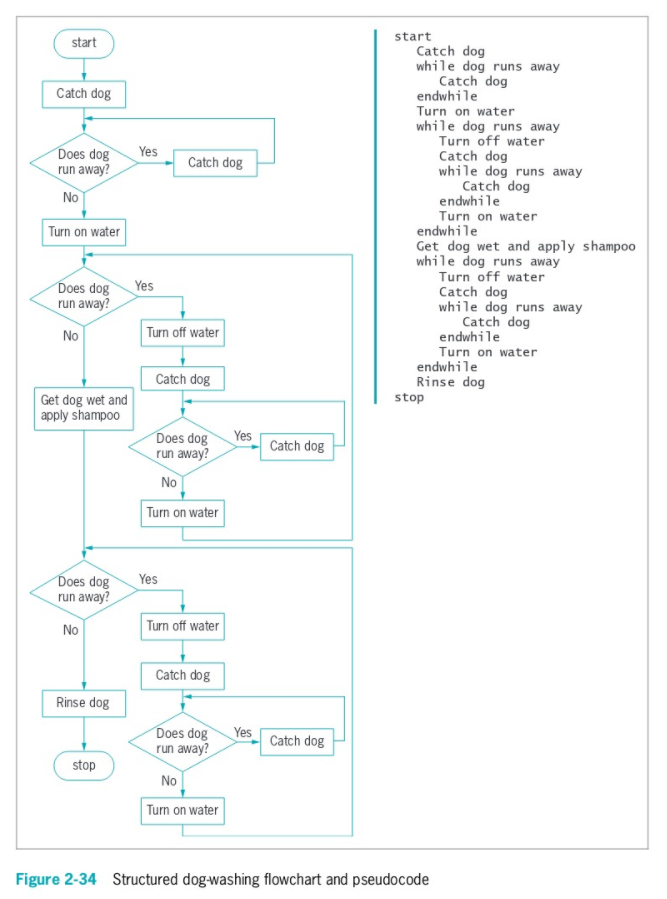 start
Catch dog
Does dog
run away?
Yes
Catch dog
No
Turn on water
Does dog
run away?
Yes
No
Turn off water
Catch dog
Get dog wet and
apply shampoo
Does dog
run away?
Yes
Catch dog
No
Turn on water
Does dog
run away?
Yes
No
Turn off water
Catch dog
Rinse dog
Does dog
run away?
Yes
Catch dog
stop
No
Turn on water
start
Catch dog
while dog runs away
Catch dog
endwhile
Turn on water
while dog runs away
Turn off water
Catch dog
while dog runs away
Catch dog
endwhile
Turn on water
endwhile
Get dog wet and apply shampoo
while dog runs away
Turn off water
Catch dog
while dog runs away
Catch dog
endwhile
Turn on water
endwhile
Rinse dog
stop
Figure 2-34 Structured dog-washing flowchart and pseudocode